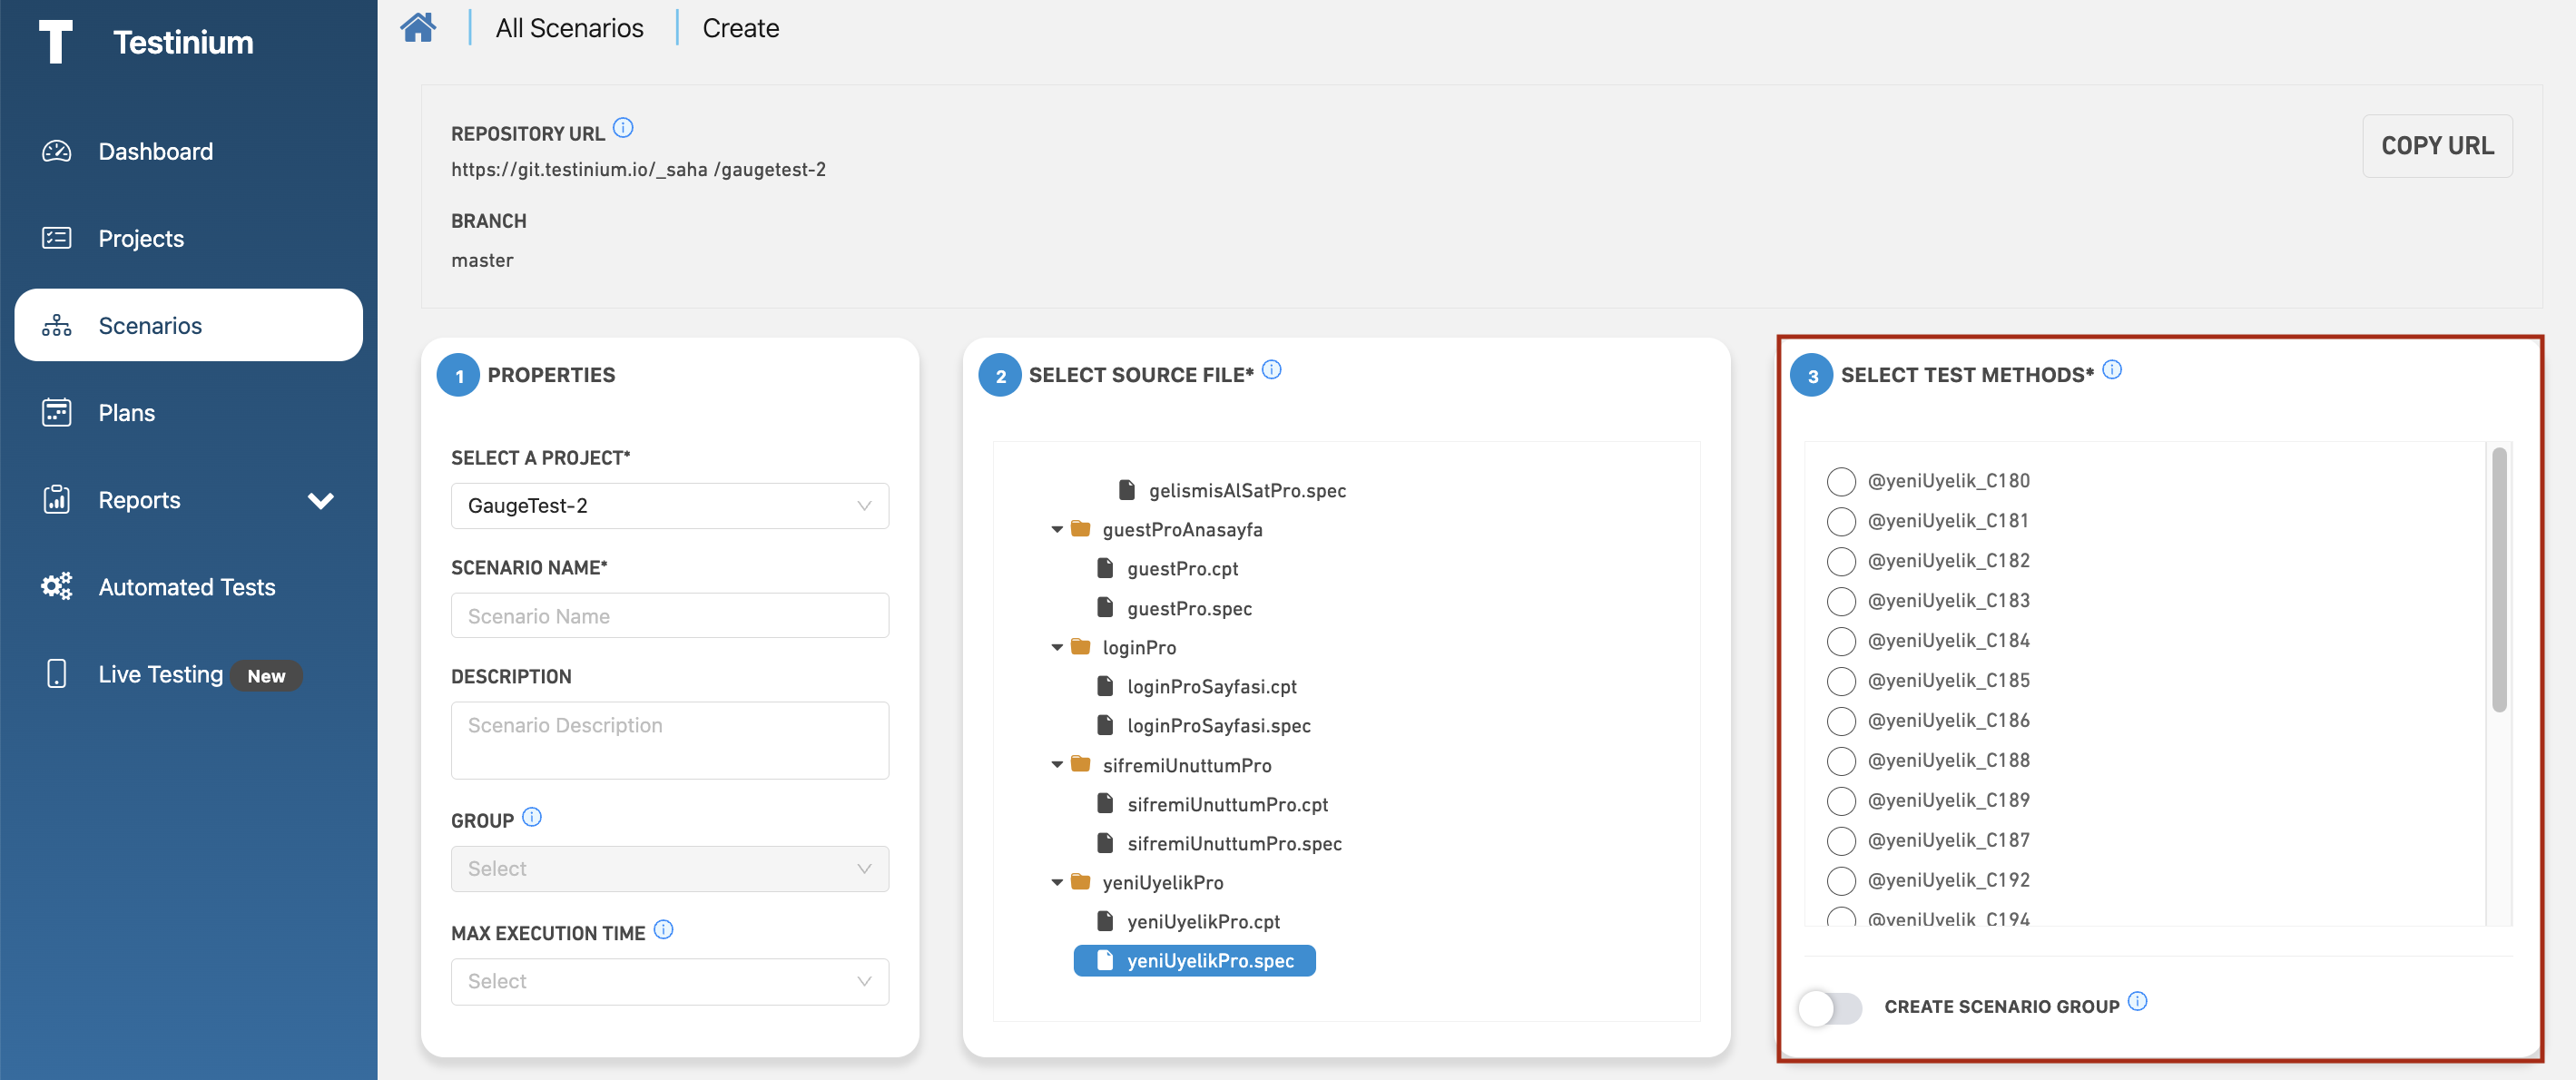 T Testinium
Dashboard
Projects
Scenarios
Plans
Reports
Automated Tests
Live Testing New
All Scenarios Create
REPOSITORY URL
https://git.testinium.io/_saha /gaugetest-2
COPY URL
BRANCH
master
1 PROPERTIES
SELECT A PROJECT*
GaugeTest-2
SCENARIO NAME*
Scenario Name
DESCRIPTION
Scenario Description
GROUP
Select
MAX EXECUTION TIME
Select
2 SELECT SOURCE FILE*
gelismisAlSatPro.spec
guestProAnasayfa
guestPro.cpt
guestPro.spec
loginPro
loginProSayfasi.cpt
loginProSayfasi.spec
sifremiUnuttumPro
sifremiUnuttumPro.cpt
sifremiUnuttumPro.spec
yeniUyelikPro
yeniUyelikPro.cpt
yeniUyelikPro.spec
3 SELECT TEST METHODS*
@yeniUyelik_C180
@yeniUyelik_C181
@yeniUyelik_C182
@yeniUyelik_C183
@yeniUyelik_C184
@yeniUyelik_C185
@yeniUyelik_C186
@yeniUyelik_C188
@yeniUyelik_C189
@yeniUyelik_C187
@yeniUyelik_C192
@yeniUyelik_C194
CREATE SCENARIO GROUP